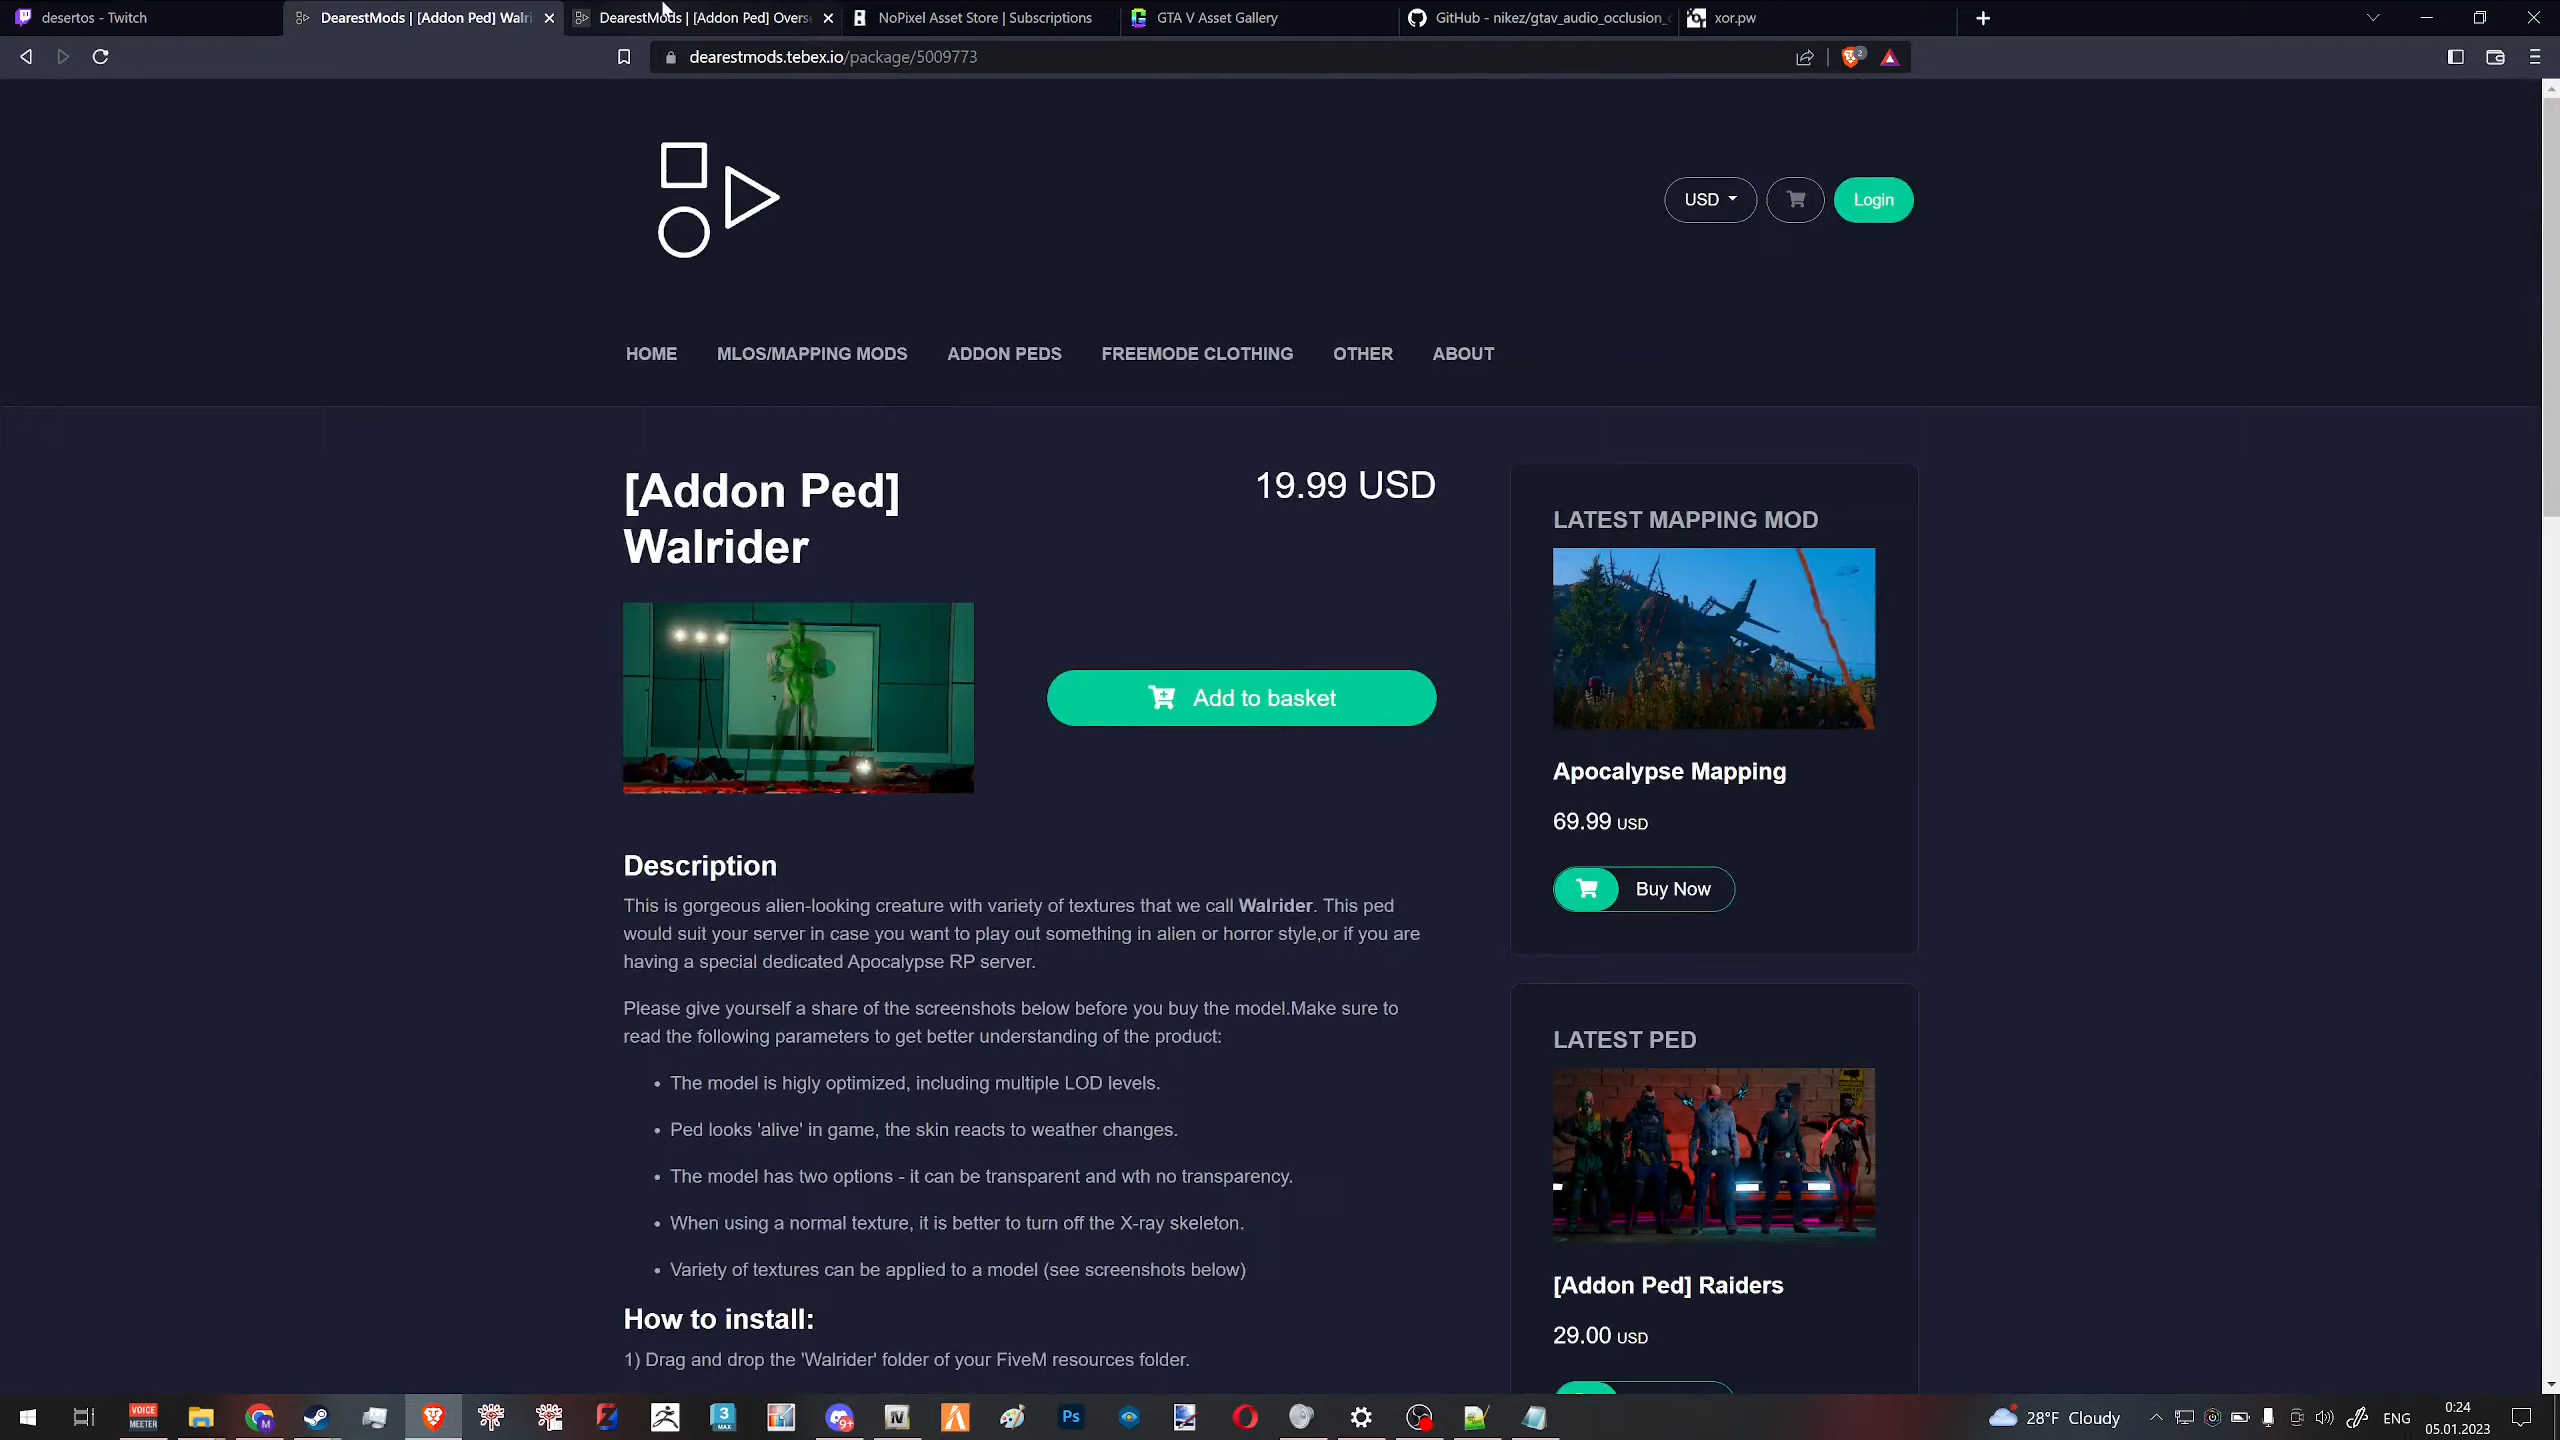 desertos - Twitch
DearestMods | [Addon Ped] Walri
DearestMods | [Addon Ped] Overs
NoPixel Asset Store | Subscriptions
GTA V Asset Gallery
GitHub - nikez/gtav_audio_occlusion_
xor.pw
dearestmods.tebex.io/package/5009773
2
USD
Login
HOME
MLOS/MAPPING MODS
ADDON PEDS
FREEMODE CLOTHING
OTHER
ABOUT
[Addon Ped]
Walrider
19.99 USD
Add to basket
Description
This is gorgeous alien-looking creature with variety of textures that we call Walrider. This ped
would suit your server in case you want to play out something in alien or horror style,or if you are
having a special dedicated Apocalypse RP server.
Please give yourself a share of the screenshots below before you buy the model.Make sure to
read the following parameters to get better understanding of the product:
• The model is higly optimized, including multiple LOD levels.
• Ped looks 'alive' in game, the skin reacts to weather changes.
• The model has two options - it can be transparent and wth no transparency.
• When using a normal texture, it is better to turn off the X-ray skeleton.
• Variety of textures can be applied to a model (see screenshots below)
How to install:
1) Drag and drop the 'Walrider' folder of your FiveM resources folder.
LATEST MAPPING MOD
Apocalypse Mapping
69.99 USD
Buy Now
LATEST PED
[Addon Ped] Raiders
29.00 USD
VOICE
MEETER
M
3
MAX
9+
N
Ps
28°F Cloudy
ENG
0:24
05.01.2023